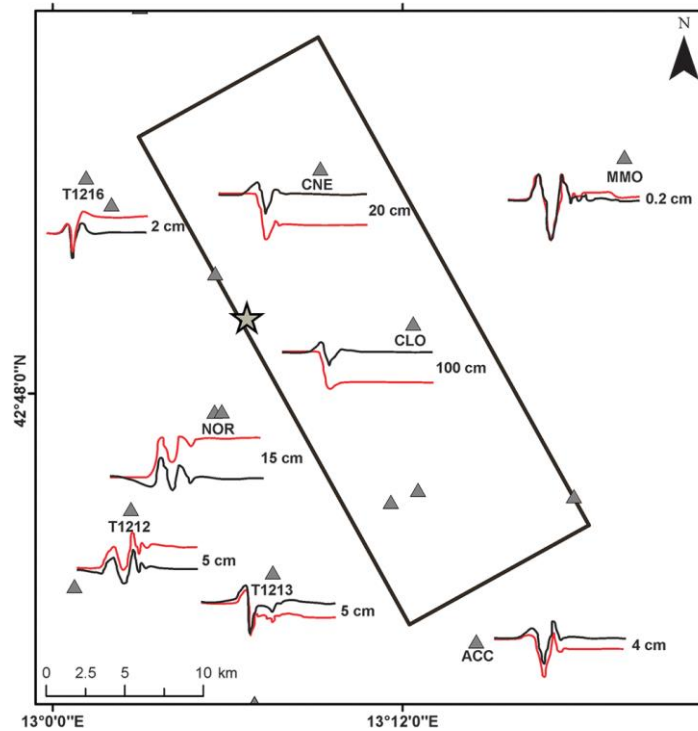 N
T1216
2 cm
CNE
20 cm
MMO
0.2 cm
CLO
100 cm
42°48'0"N
NOR
15 cm
T1212
5 cm
T1213
5 cm
ACC
4 cm
0 2.5 5 10 km
13°0'0"E
13°12'0"E